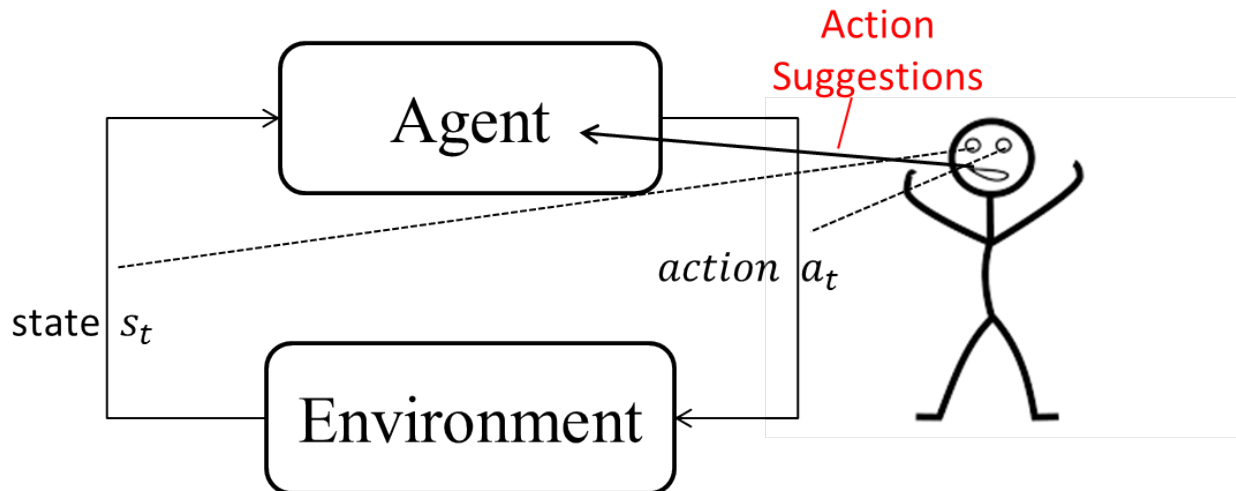 Action
Suggestions
Agent
action a_t
state s_t
Environment